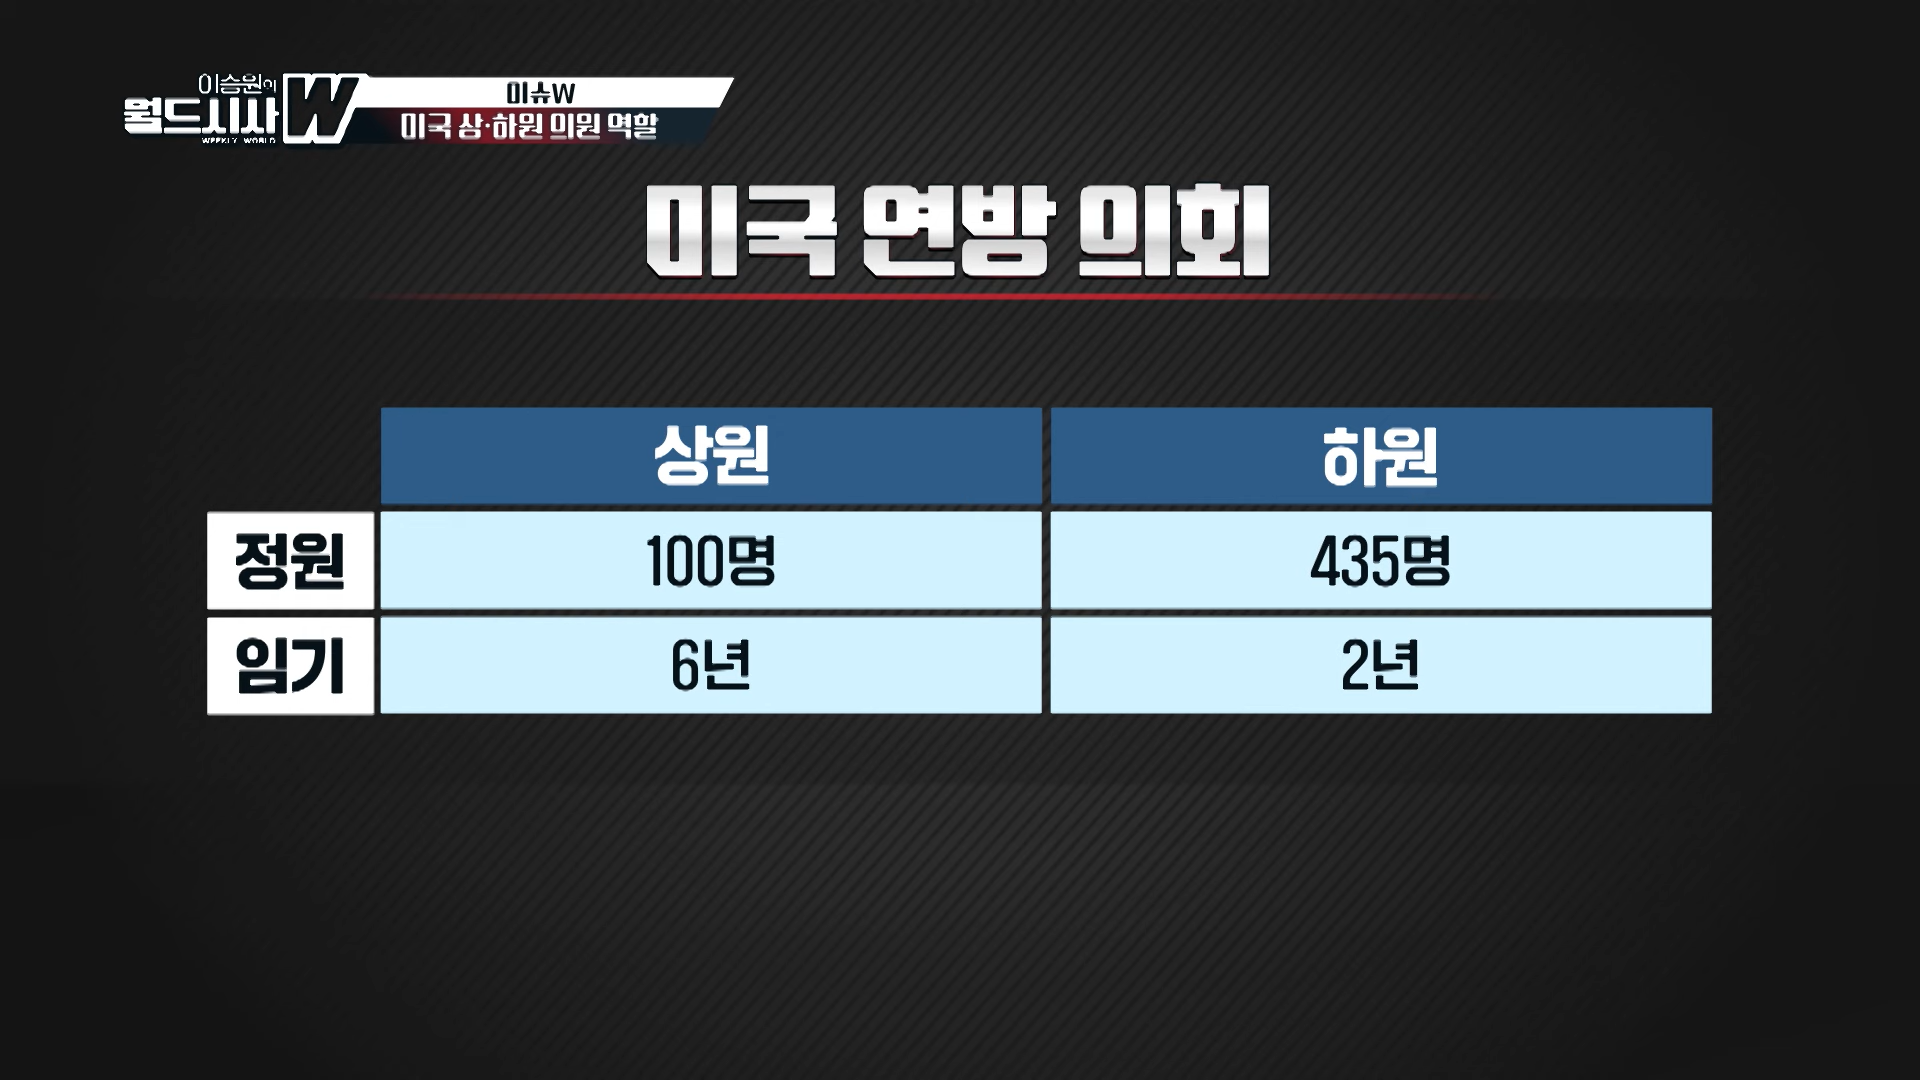 이승원의
월드시사 W
WEEKLY WORLD
이슈W
미국 상·하원 의원 역할
미국 연방 의회
상원 하원
정원 100명 435명
임기 6년 2년